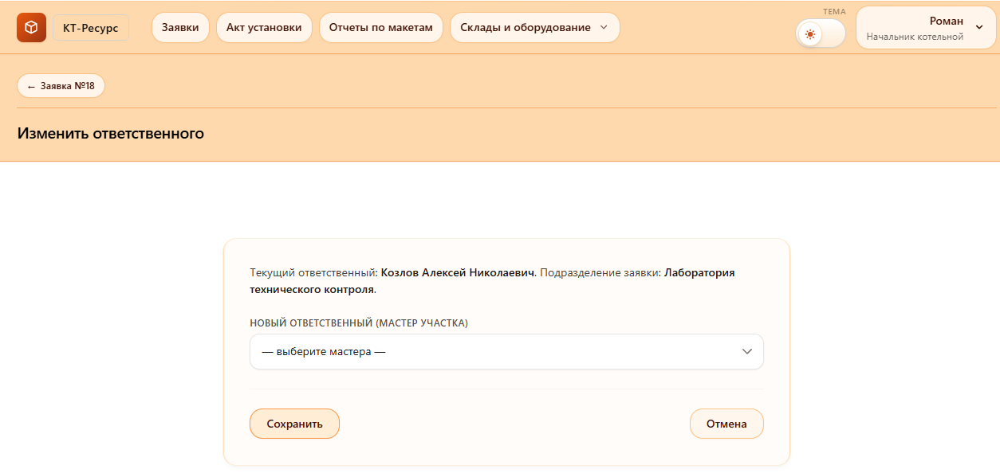 КТ-Ресурс
Заявки
Акт установки
Отчеты по макетам
Склады и оборудование
ТЕМА
Роман
Начальник котельной
← Заявка №18
Изменить ответственного
Текущий ответственный: Козлов Алексей Николаевич. Подразделение заявки: Лаборатория
технического контроля.
НОВЫЙ ОТВЕТСТВЕННЫЙ (МАСТЕР УЧАСТКА)
— выберите мастера —
Сохранить
Отмена